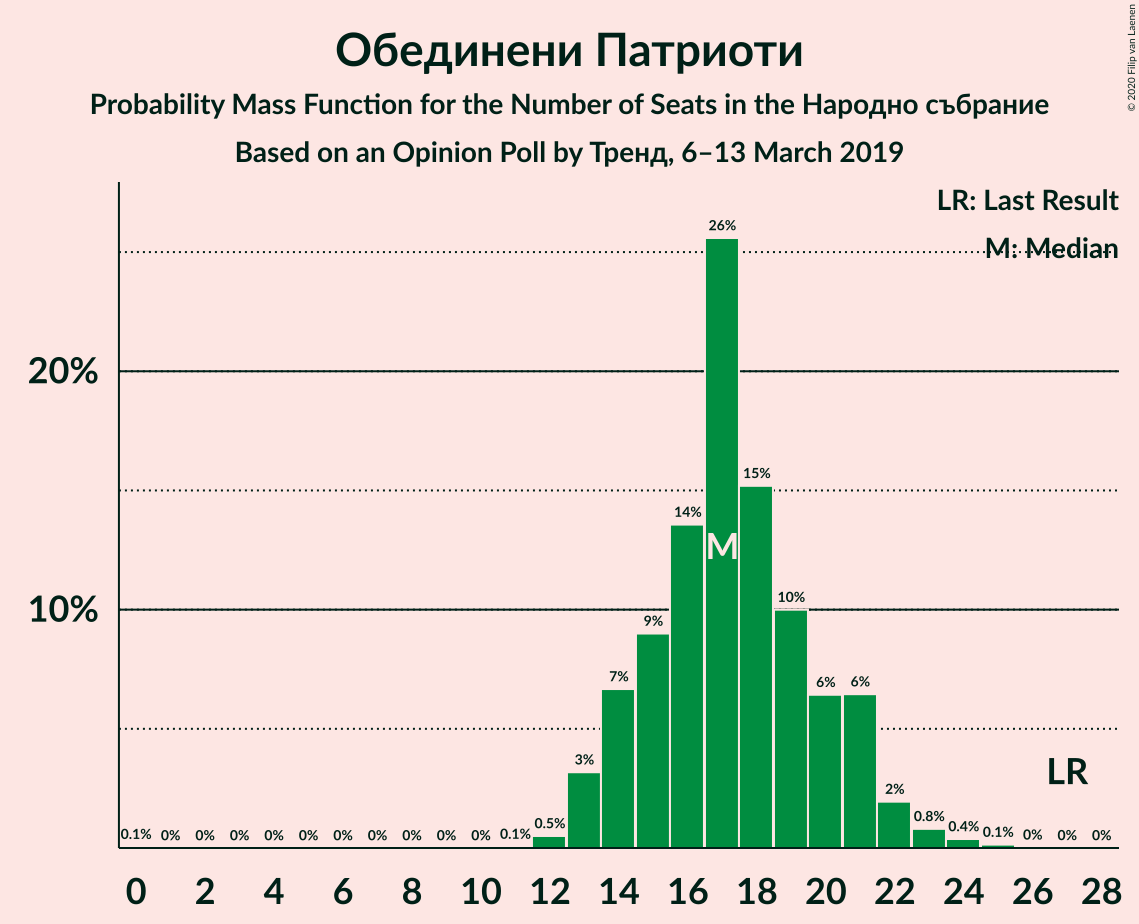 Обединени Патриоти
Probability Mass Function for the Number of Seats in the Народно събрание
Based on an Opinion Poll by Тренд, 6–13 March 2019
© 2020 Filip van Laenen
LR: Last Result
M: Median
26%
20%
15%
14%
M
10%
10%
9%
7%
6%
6%
LR
3%
2%
0.1% 0% 0% 0% 0% 0% 0% 0% 0% 0% 0% 0.1% 0.5% 0.8% 0.4% 0.1% 0% 0% 0%
0 2 4 6 8 10 12 14 16 18 20 22 24 26 28